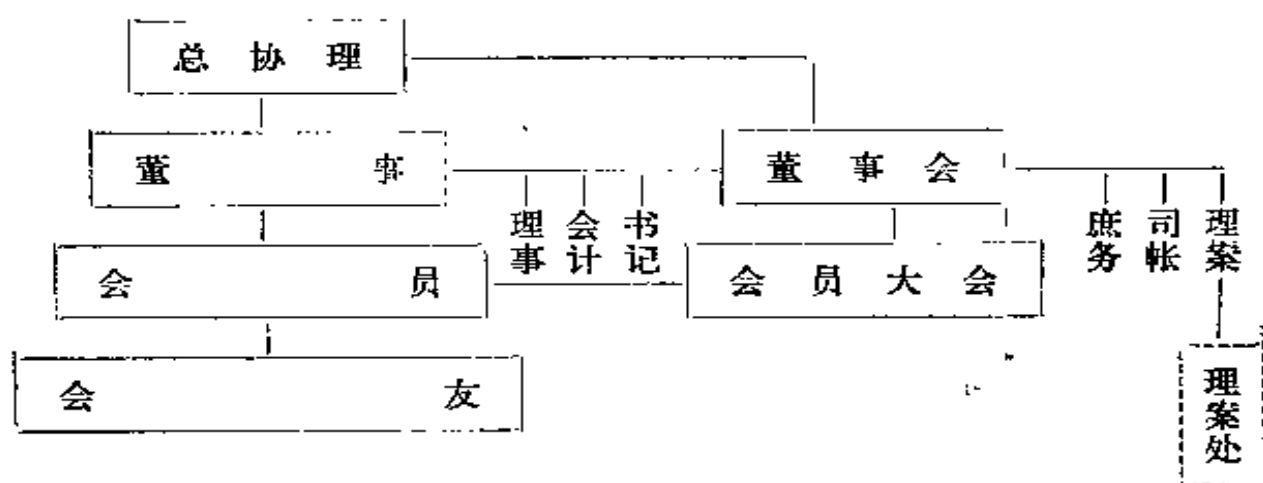 总协理
董事
董事会
理事
会计
书记
庶务
司帐
理案
会员
会员大会
会友
理案处